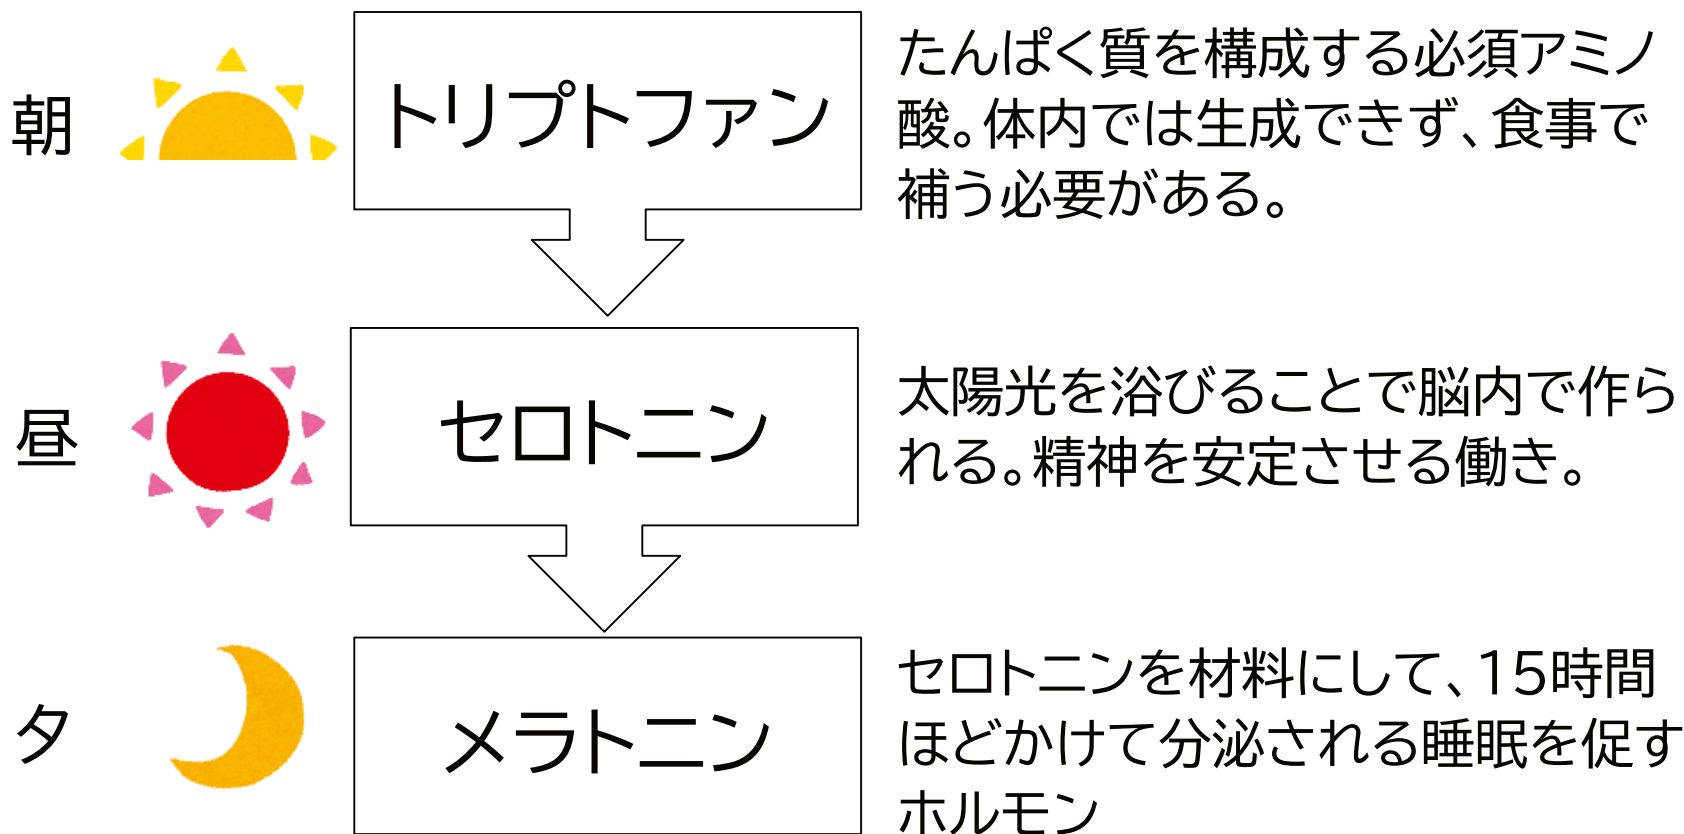 朝
トリプトファン
たんぱく質を構成する必須アミノ
酸。体内では生成できず、食事で
補う必要がある。
昼
セロトニン
太陽光を浴びることで脳内で作ら
れる。精神を安定させる働き。
夕
メラトニン
セロトニンを材料にして、15時間
ほどかけて分泌される睡眠を促す
ホルモン